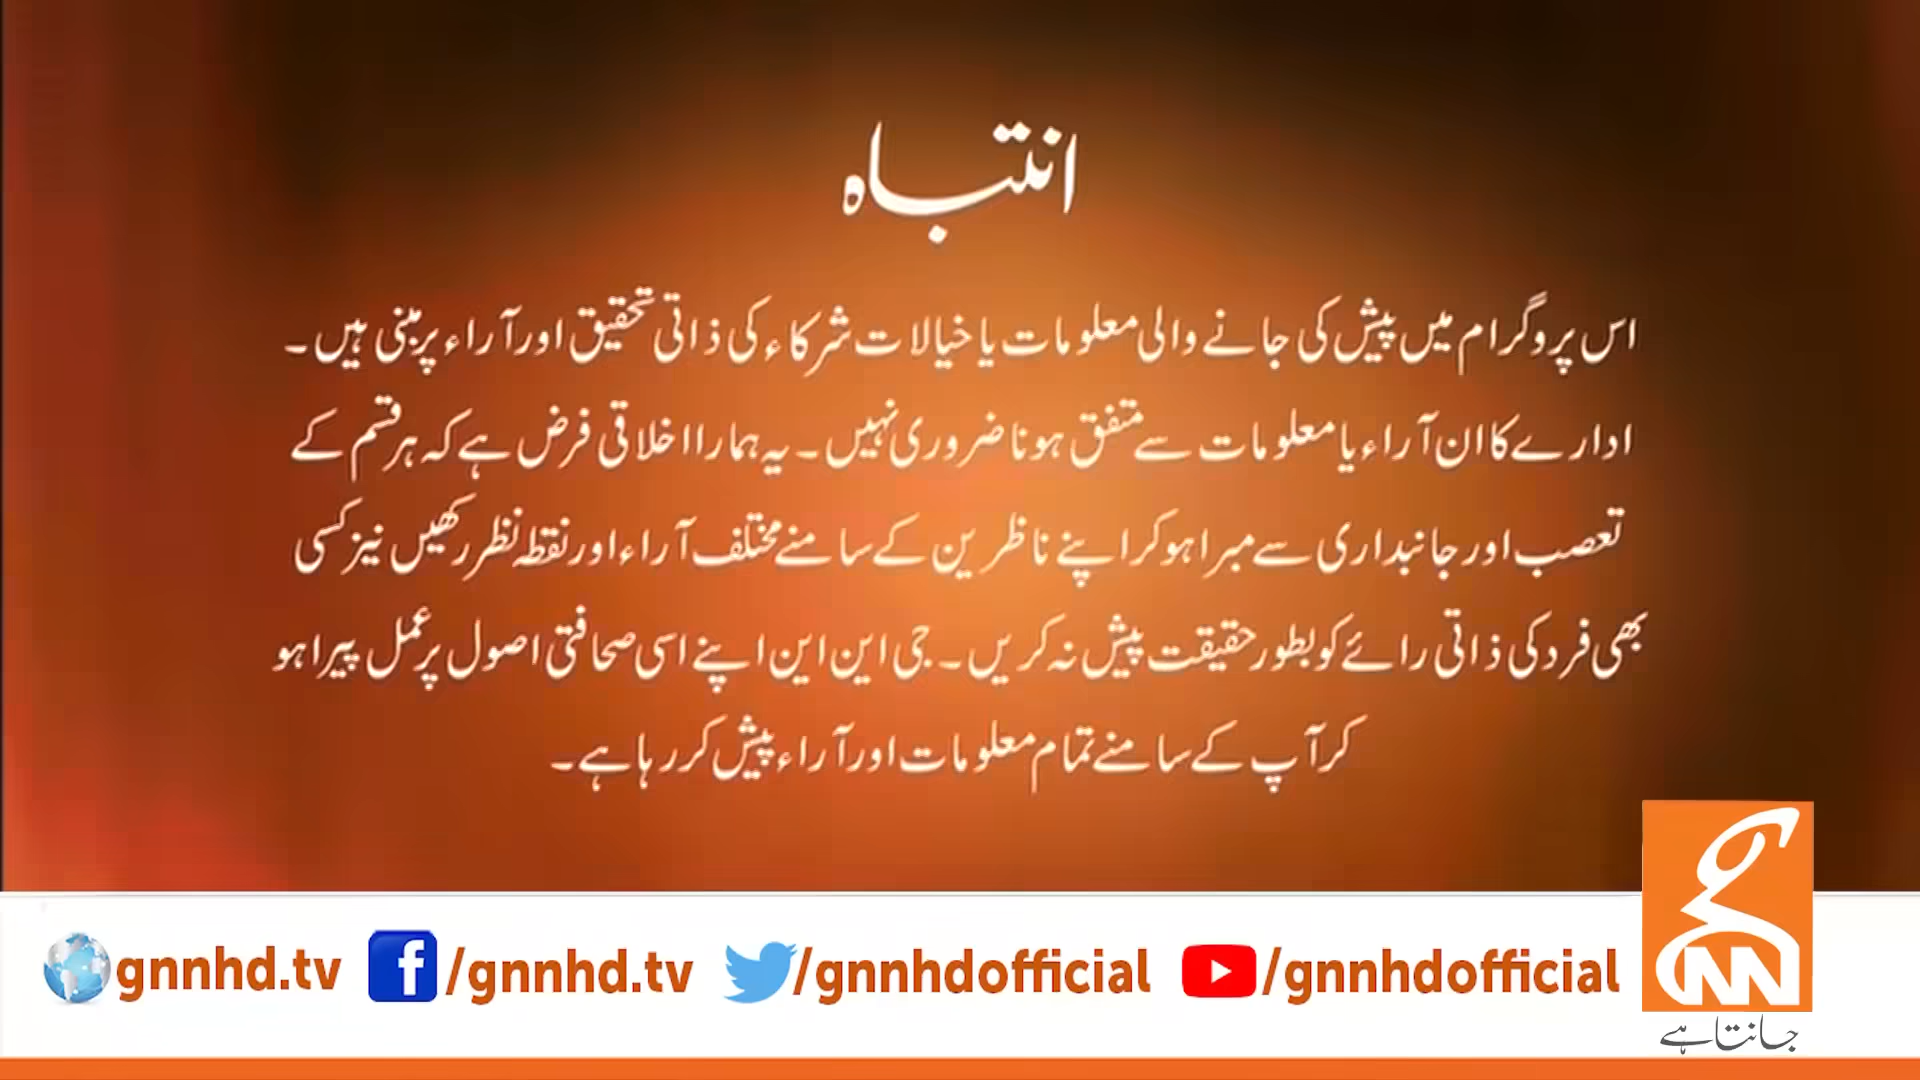 انتباہ
اس پروگرام میں پیش کی جانے والی معلومات یا خیالات شرکاء کی ذاتی تحقیق اور آراء پر مبنی ہیں۔
ادارے کا ان آراء یا معلومات سے متفق ہونا ضروری نہیں۔ یہ ہمارا اخلاقی فرض ہے کہ ہر قسم کے
تعصب اور جانبداری سے مبرا ہو کر اپنے ناظرین کے سامنے مختلف آراء اور نقطہ نظر رکھیں نیز کسی
بھی فرد کی ذاتی رائے کو بطور حقیقت پیش نہ کریں۔ جی این این اپنے اسی صحافتی اصول پر عمل پیرا ہو
کر آپ کے سامنے تمام معلومات اور آراء پیش کر رہا ہے۔
gnnhd.tv /gnnhd.tv /gnnhdofficial /gnnhdofficial
GNN
جانتا ہے